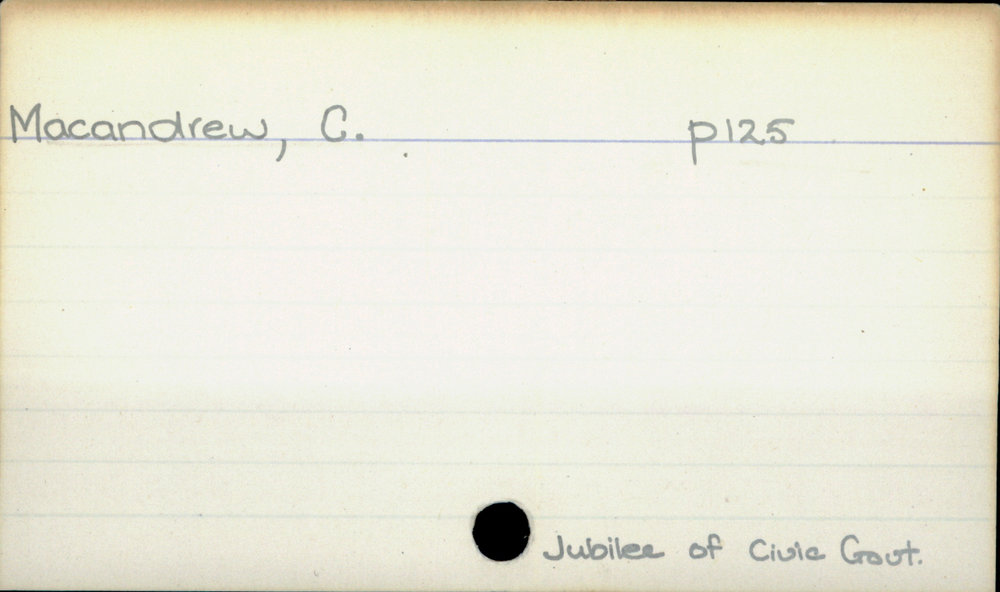 Macandrew, C. p125
Jubilee of Civic Govt.